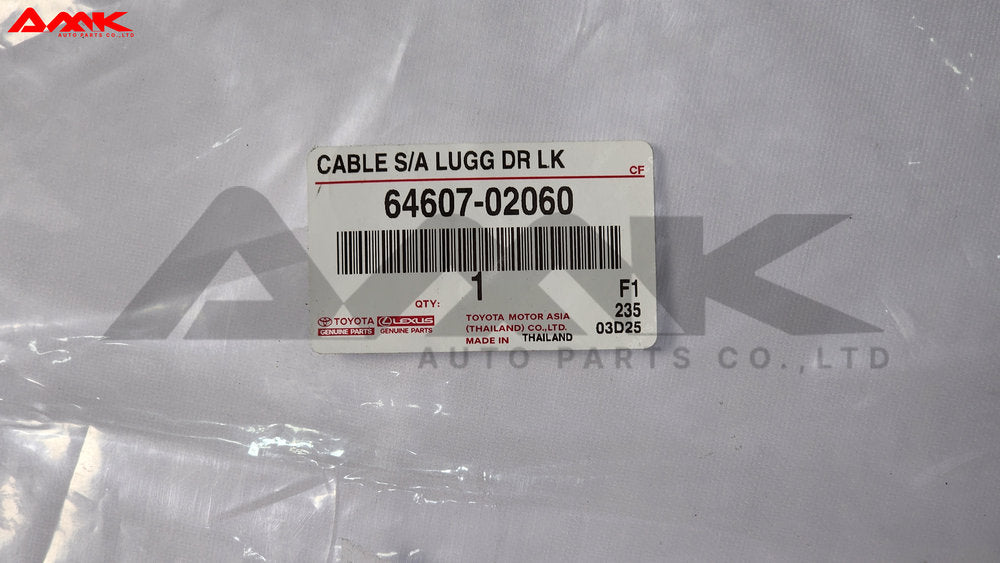 AMK
AUTO PARTS CO.,LTD
CABLE S/A LUGG DR LK
CF
64607-02060
QTY: 1
F1
235
03D25
TOYOTA
GENUINE PARTS
LEXUS
GENUINE PARTS
TOYOTA MOTOR ASIA
(THAILAND) CO.,LTD.
MADE IN THAILAND
AMK
AUTO PARTS CO.,LTD